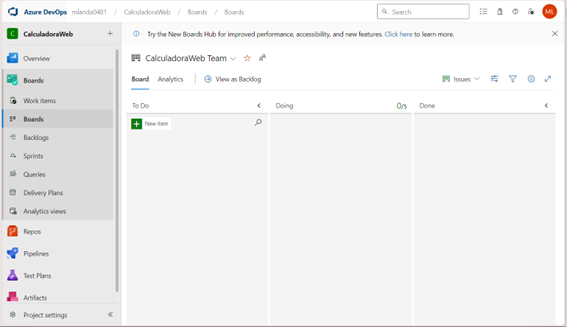 Azure DevOps mlanda0481 / CalculadoraWeb / Boards / Boards Search ML
C CalculadoraWeb +
Try the New Boards Hub for improved performance, accessibility, and new features. Click here to learn more.
Overview
Boards
Work items
Boards
Backlogs
Sprints
Queries
Delivery Plans
Analytics views
Repos
Pipelines
Test Plans
Artifacts
Project settings
CalculadoraWeb Team
Board Analytics View as Backlog Issues
To Do Doing 0/5 Done
New item